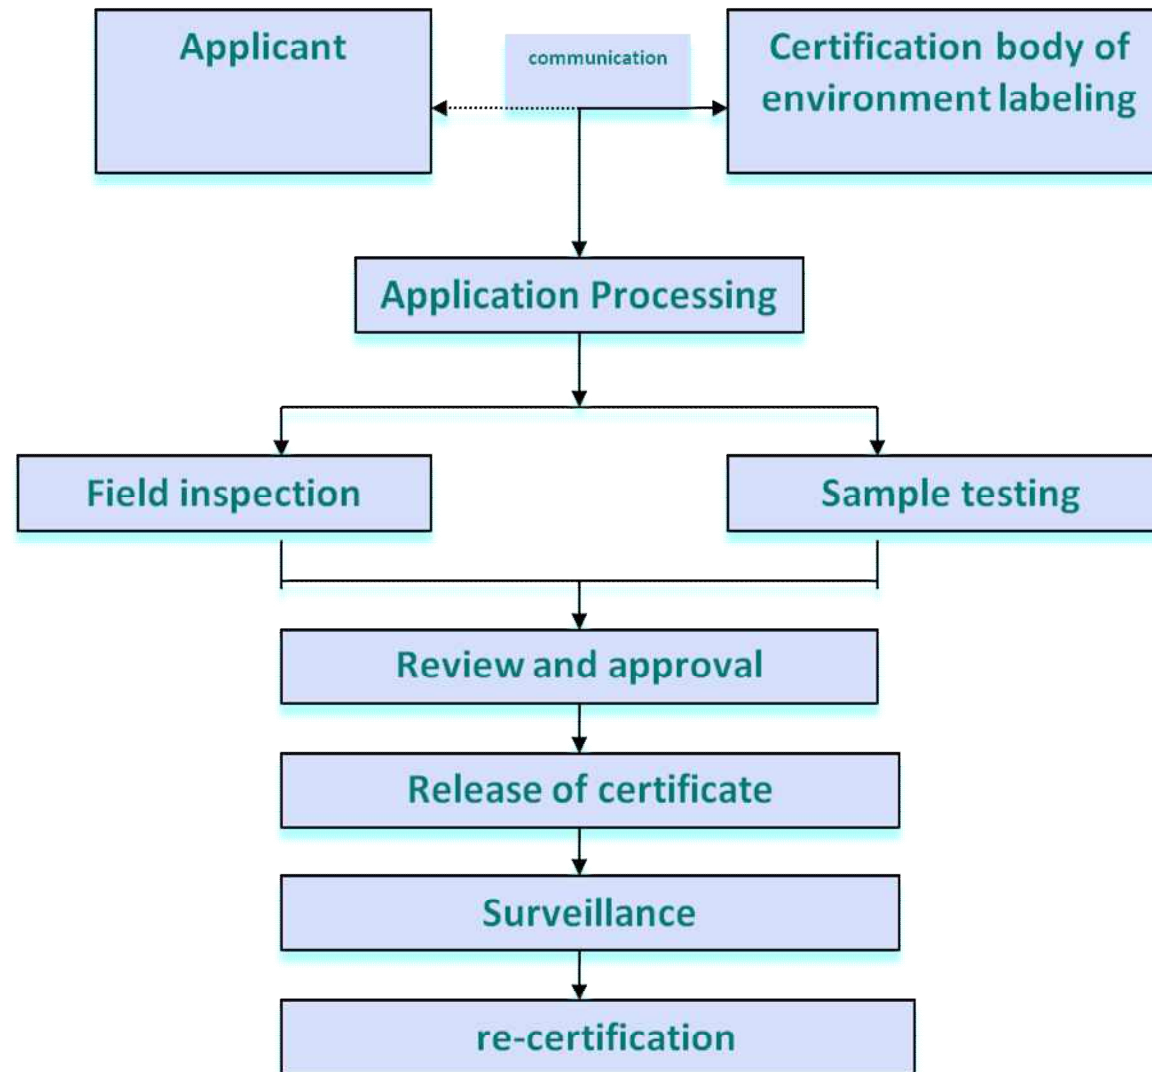 Applicant
communication
Certification body of
environment labeling
Application Processing
Field inspection
Sample testing
Review and approval
Release of certificate
Surveillance
re-certification